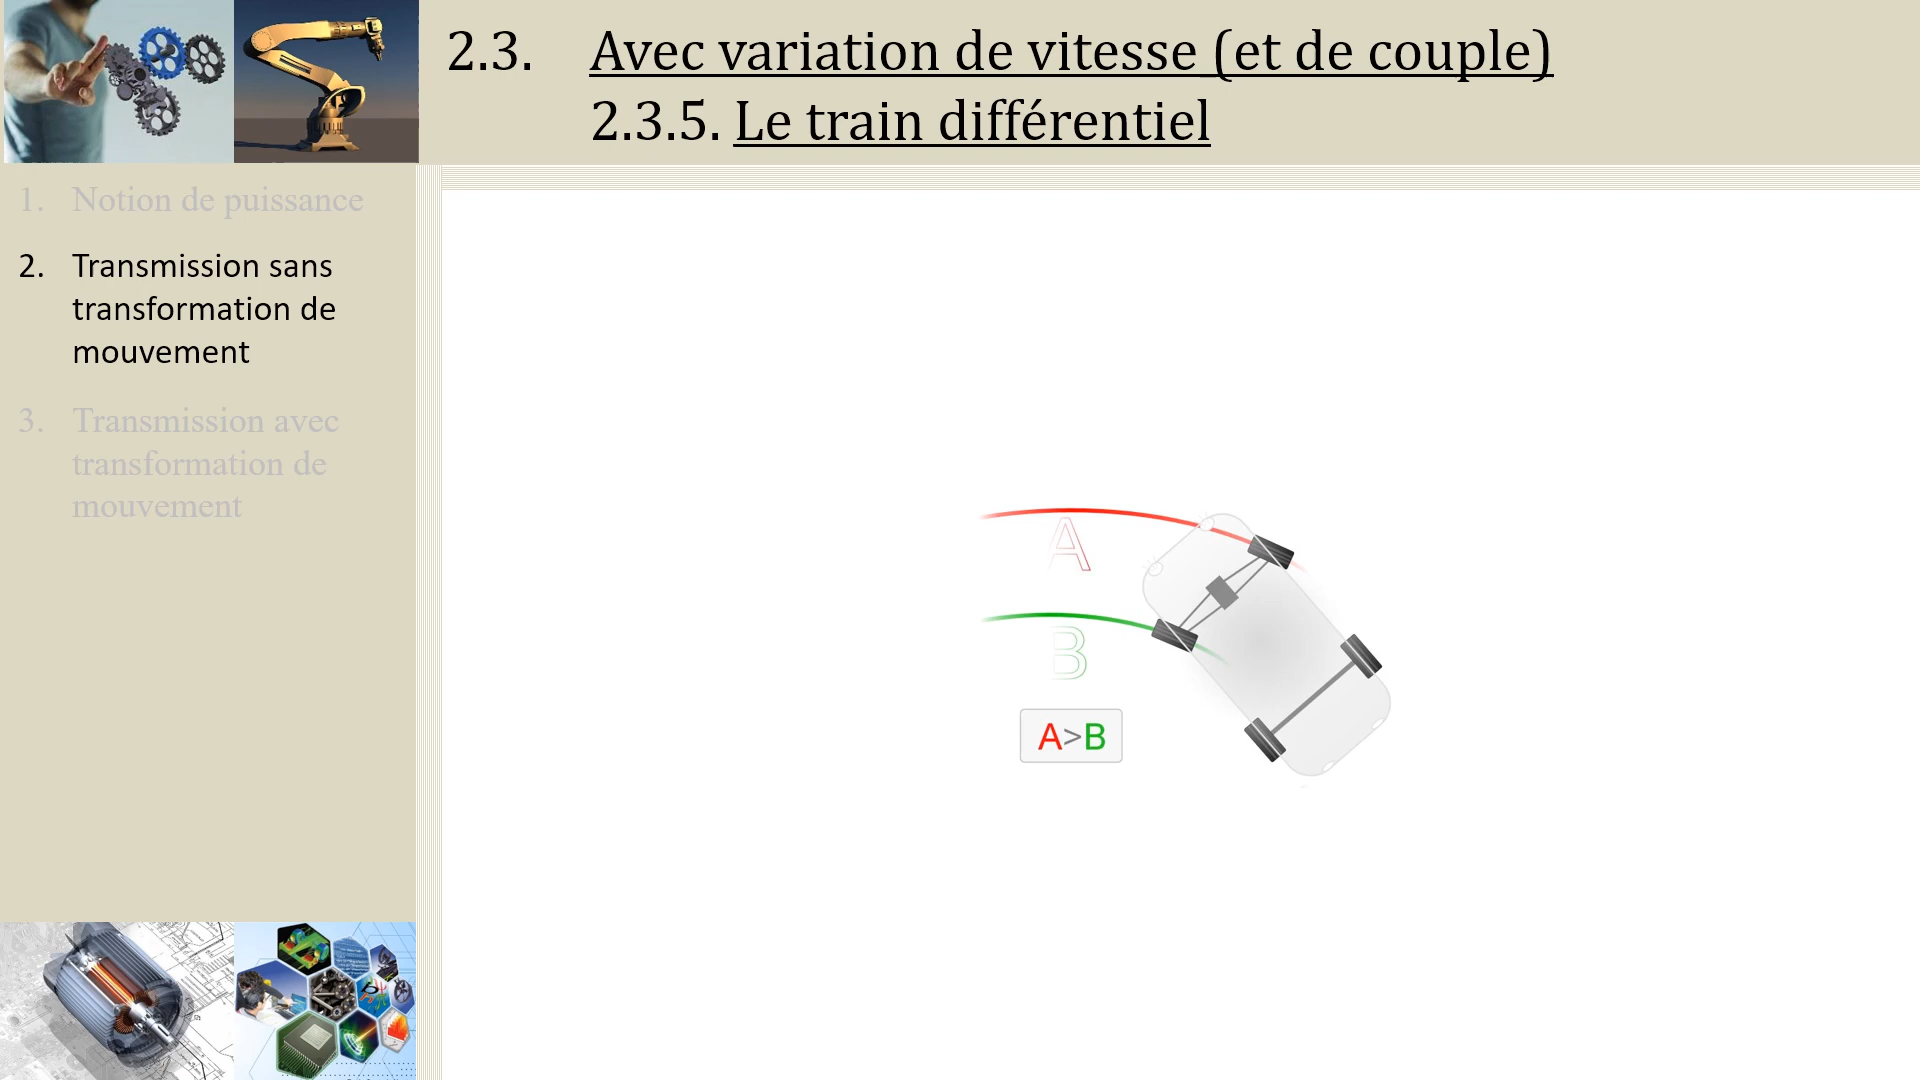 2.3. Avec variation de vitesse (et de couple)
2.3.5. Le train différentiel
1. Notion de puissance
2. Transmission sans
transformation de
mouvement
3. Transmission avec
transformation de
mouvement
A
B
A>B